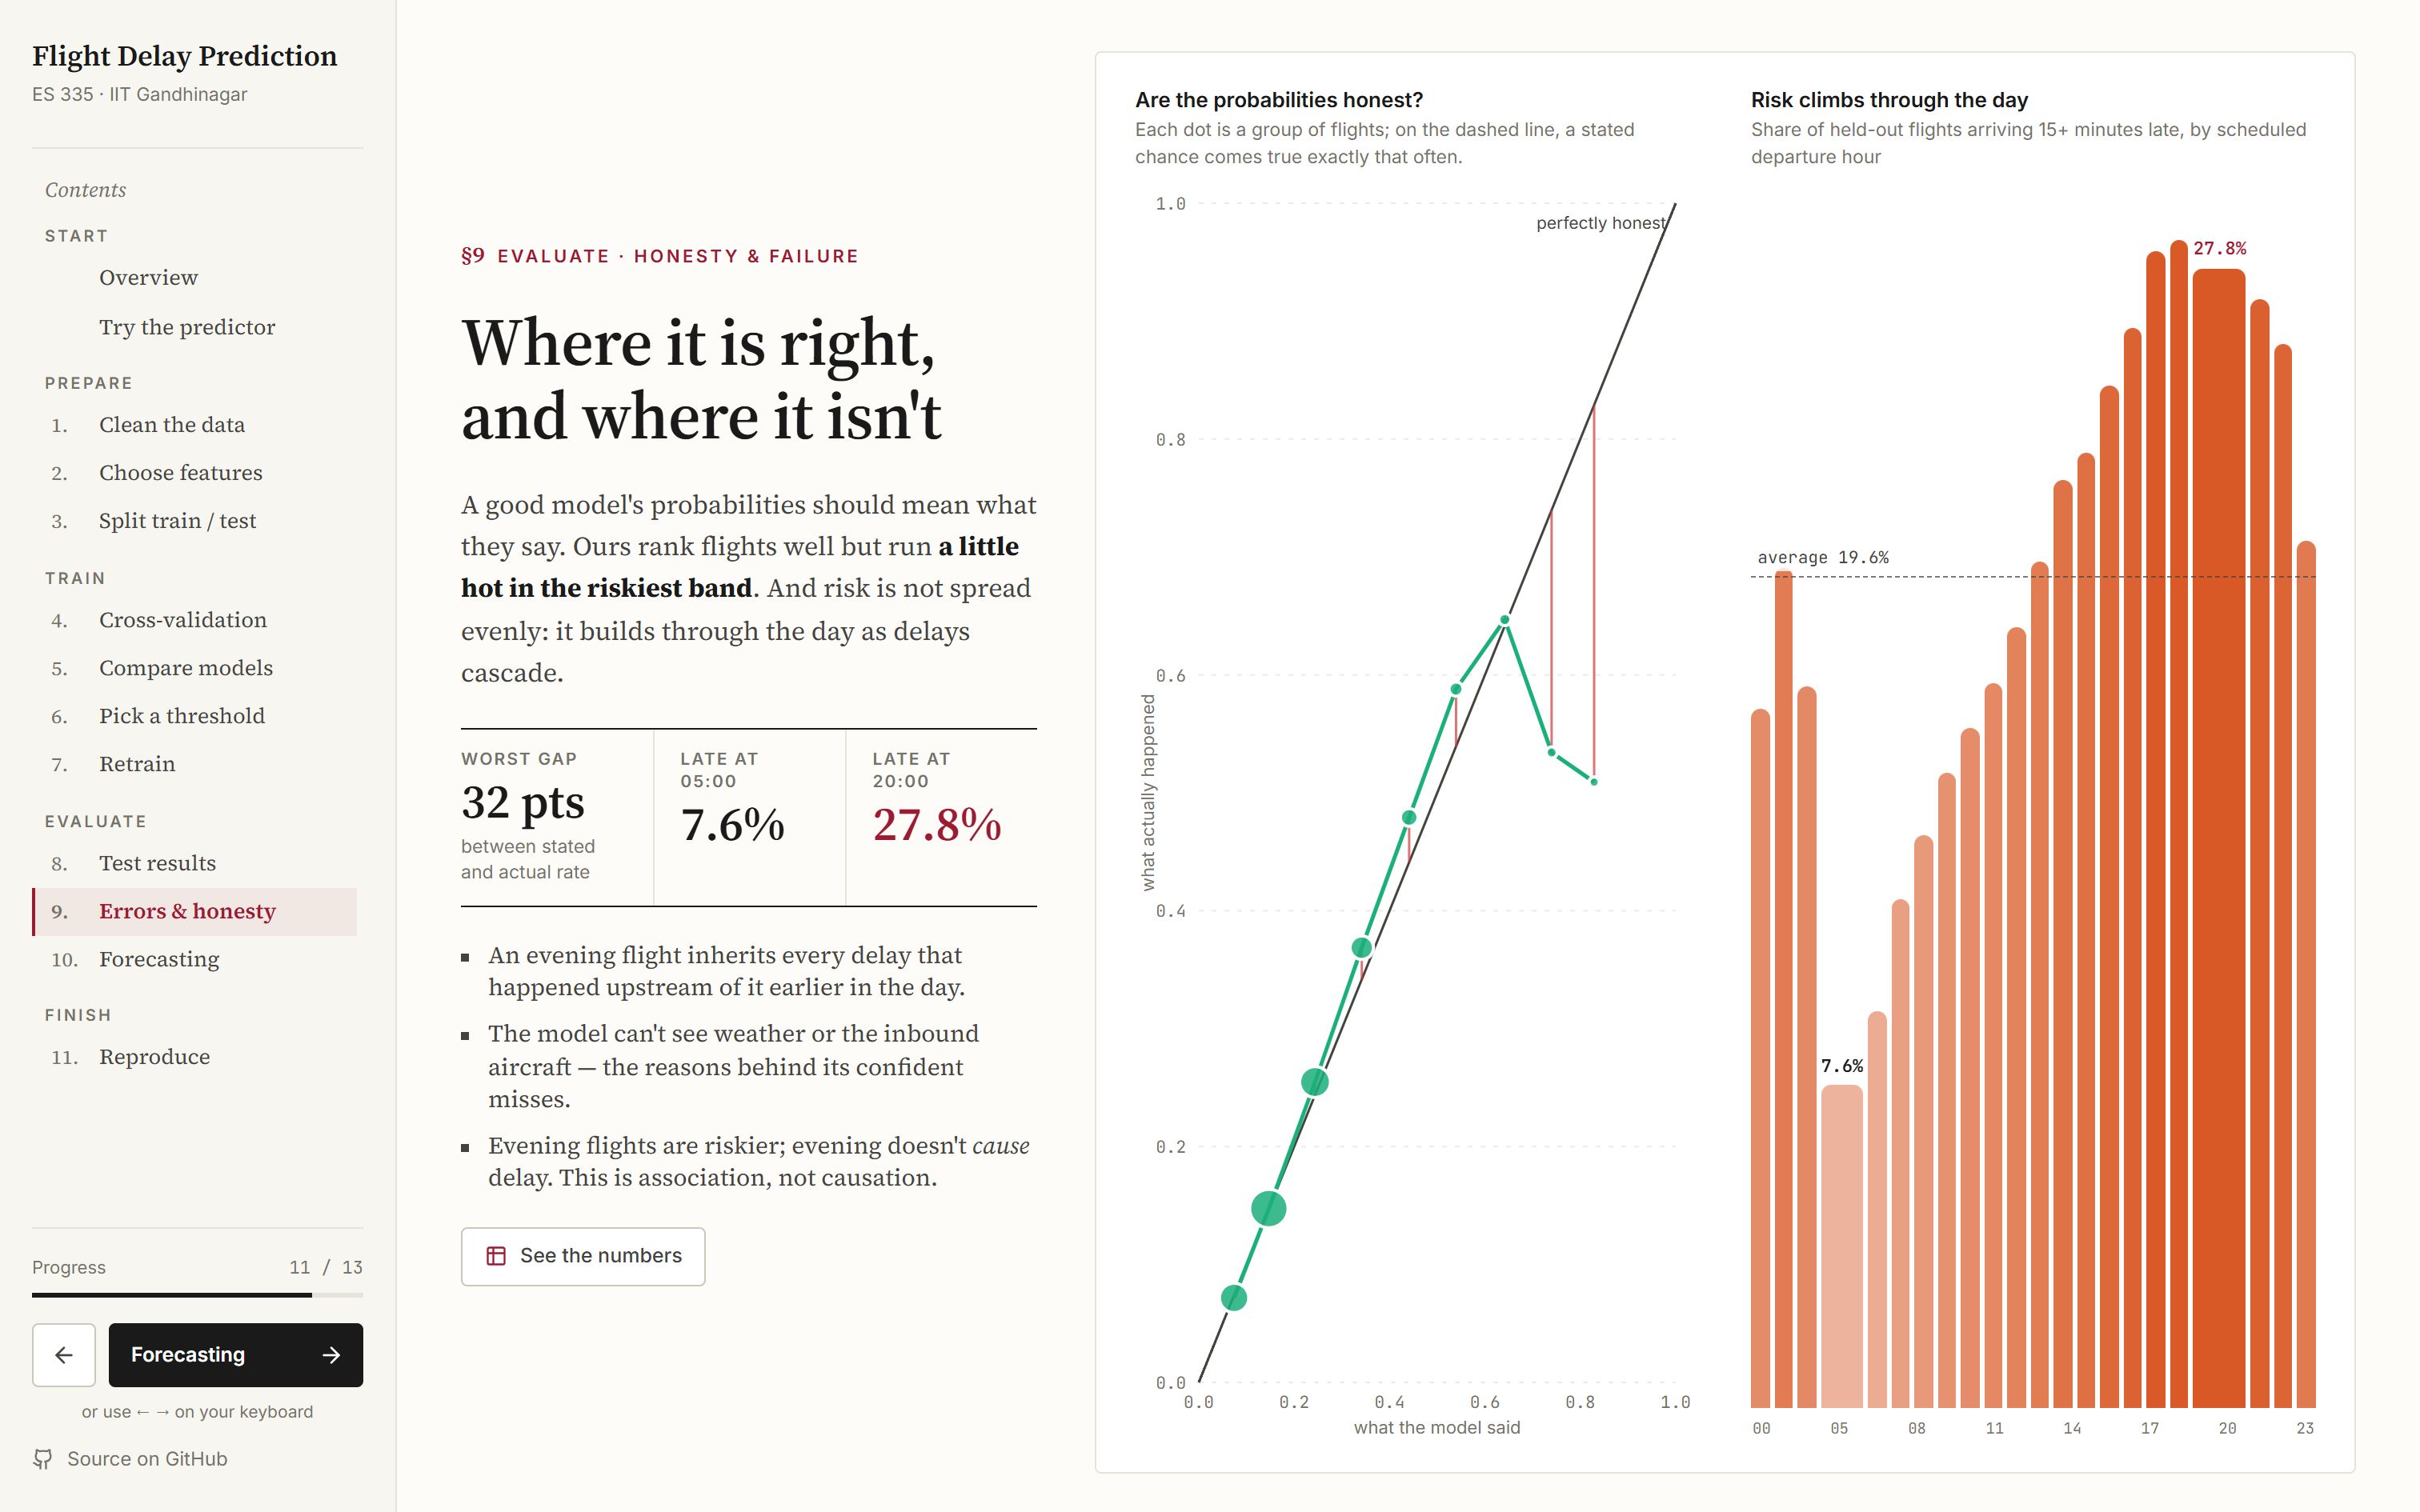 Flight Delay Prediction
ES 335 · IIT Gandhinagar
Contents
START
Overview
Try the predictor
PREPARE
1. Clean the data
2. Choose features
3. Split train / test
TRAIN
4. Cross-validation
5. Compare models
6. Pick a threshold
7. Retrain
EVALUATE
8. Test results
9. Errors & honesty
10. Forecasting
FINISH
11. Reproduce
Progress 11 / 13
← Forecasting →
or use ← → on your keyboard
Source on GitHub
§9 EVALUATE · HONESTY & FAILURE
Where it is right,
and where it isn't
A good model's probabilities should mean what
they say. Ours rank flights well but run a little
hot in the riskiest band. And risk is not spread
evenly: it builds through the day as delays
cascade.
WORST GAP
32 pts
between stated
and actual rate
LATE AT
05:00
7.6%
LATE AT
20:00
27.8%
▪ An evening flight inherits every delay that
happened upstream of it earlier in the day.
▪ The model can't see weather or the inbound
aircraft — the reasons behind its confident
misses.
▪ Evening flights are riskier; evening doesn't cause
delay. This is association, not causation.
See the numbers
Are the probabilities honest?
Each dot is a group of flights; on the dashed line, a stated
chance comes true exactly that often.
perfectly honest
1.0
0.8
0.6
0.4
0.2
0.0
what actually happened
0.0 0.2 0.4 0.6 0.8 1.0
what the model said
Risk climbs through the day
Share of held-out flights arriving 15+ minutes late, by scheduled
departure hour
27.8%
average 19.6%
7.6%
00 05 08 11 14 17 20 23